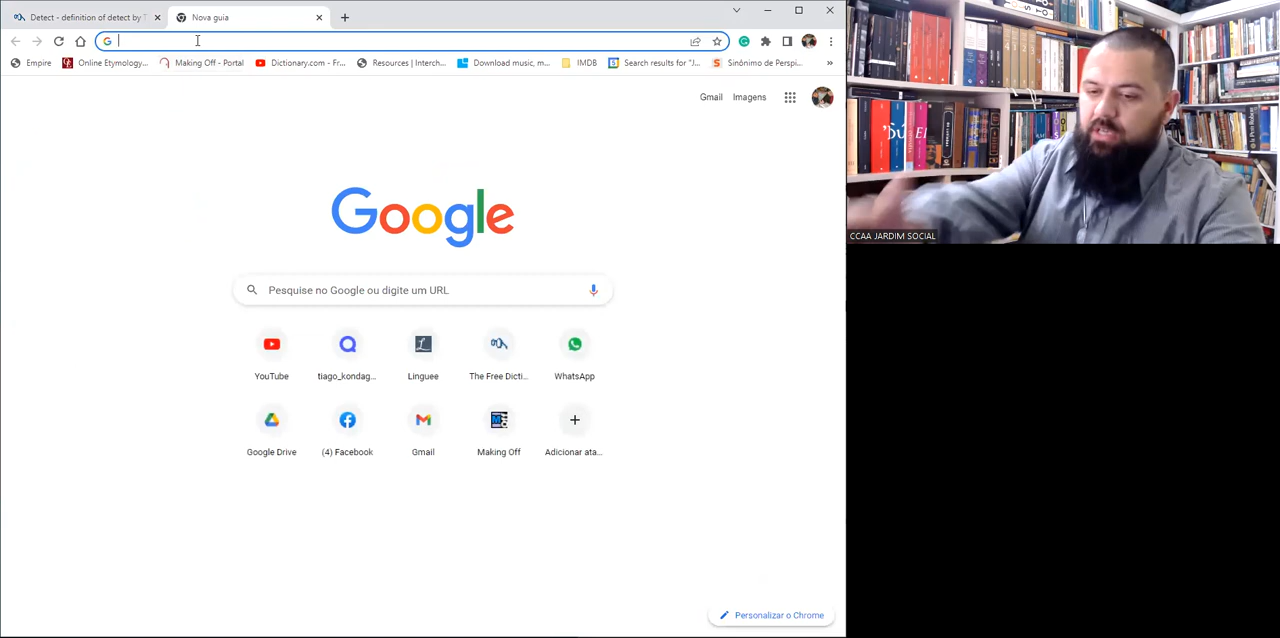 Detect - definition of detect by T
Nova guia
Empire
Online Etymology...
Making Off - Portal
Dictionary.com - Fr...
Resources | Interch...
Download music, m...
IMDB
Search results for "J...
Sinônimo de Perspi...
»
Gmail
Imagens
Google
Pesquise no Google ou digite um URL
YouTube
tiago_kondag...
Linguee
The Free Dicti...
WhatsApp
Google Drive
(4) Facebook
Gmail
Making Off
Adicionar ata...
Personalizar o Chrome
CCAA JARDIM SOCIAL